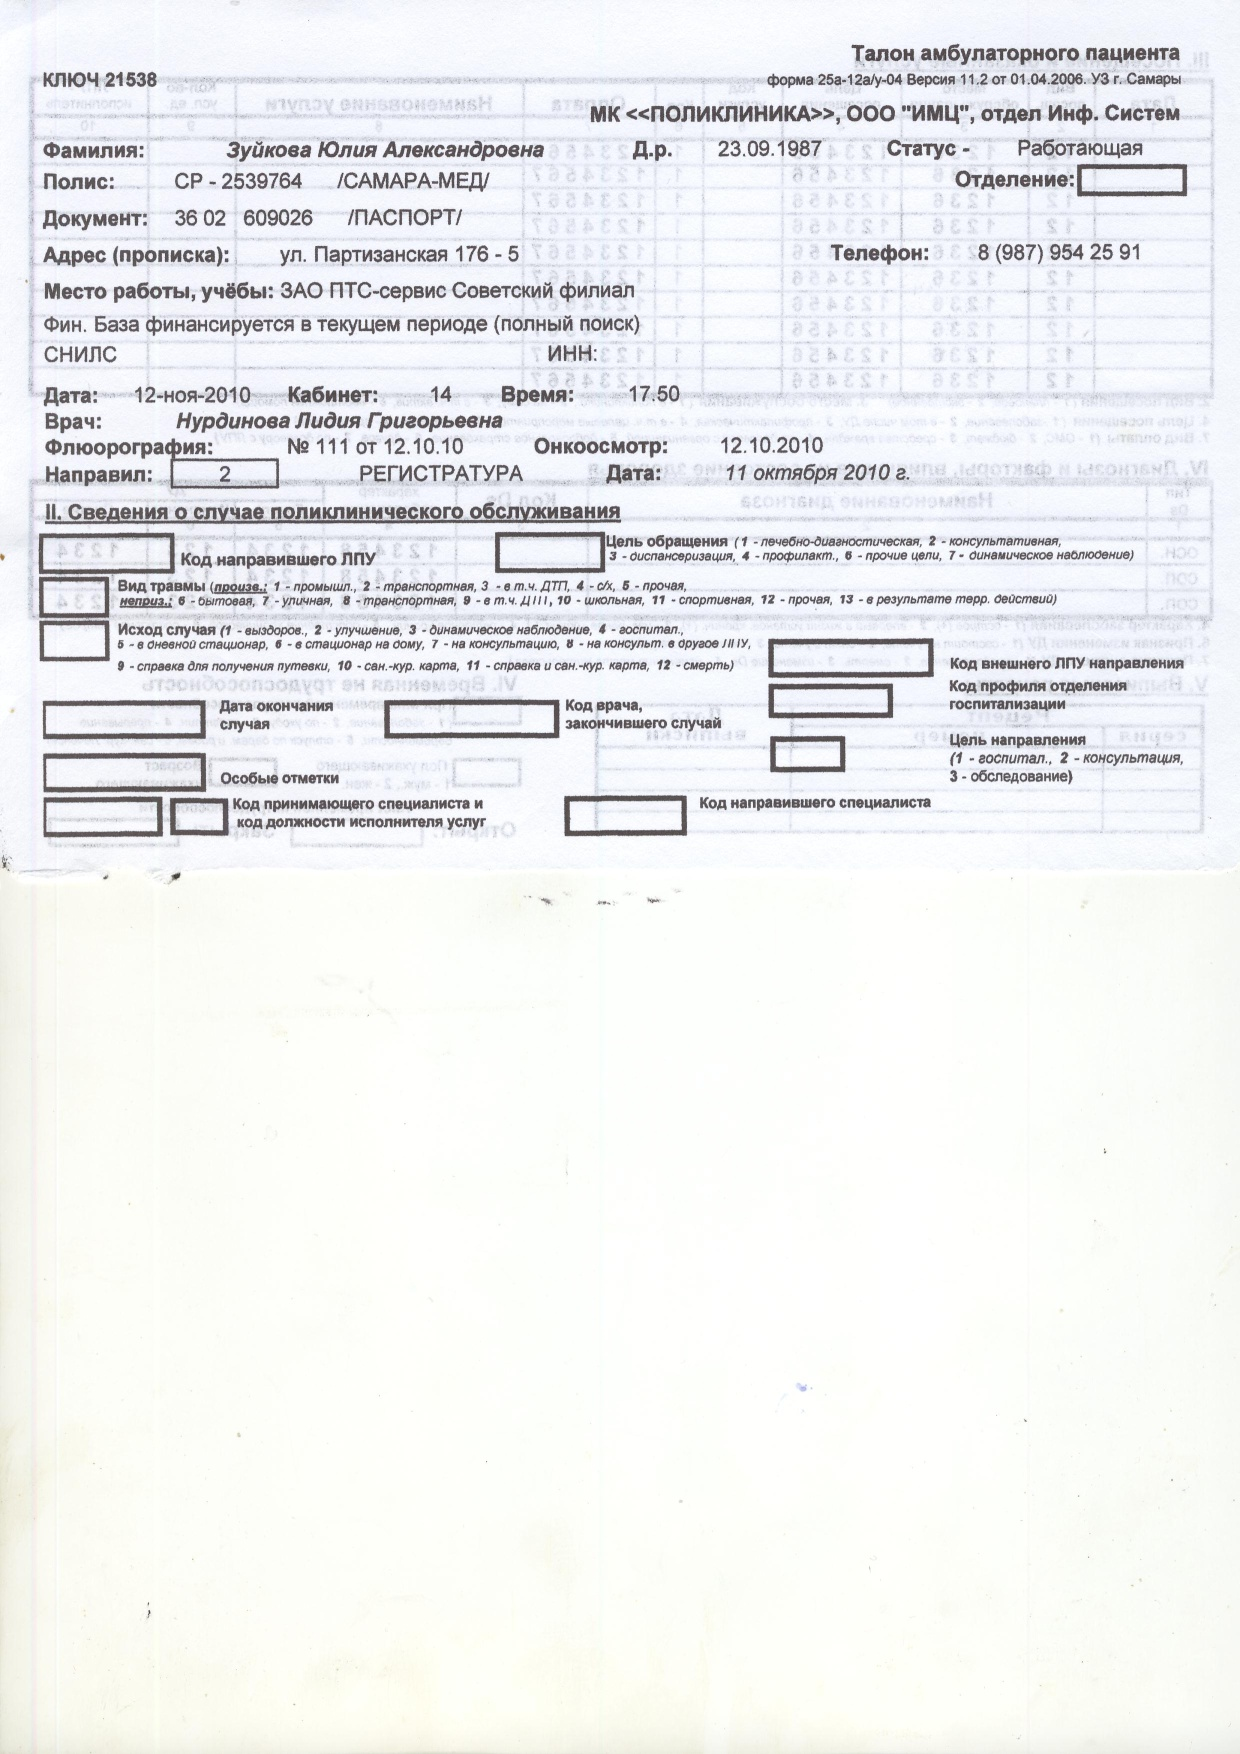 Талон амбулаторного пациента
КЛЮЧ 21538
форма 25а-12а/у-04 Версия 11.2 от 01.04.2006. УЗ г. Самары
МК <<ПОЛИКЛИНИКА>>, ООО "ИМЦ", отдел Инф. Систем
Фамилия: Зуйкова Юлия Александровна Д.р. 23.09.1987 Статус - Работающая
Полис: СР - 2539764 /САМАРА-МЕД/ Отделение:
Документ: 36 02 609026 /ПАСПОРТ/
Адрес (прописка): ул. Партизанская 176 - 5 Телефон: 8 (987) 954 25 91
Место работы, учёбы: ЗАО ПТС-сервис Советский филиал
Фин. База финансируется в текущем периоде (полный поиск)
СНИЛС ИНН:
Дата: 12-ноя-2010 Кабинет: 14 Время: 17.50
Врач: Нурдинова Лидия Григорьевна
Флюорография: № 111 от 12.10.10 Онкоосмотр: 12.10.2010
Направил: 2 РЕГИСТРАТУРА Дата: 11 октября 2010 г.
II. Сведения о случае поликлинического обслуживания
Код направившего ЛПУ
Цель обращения (1 - лечебно-диагностическая, 2 - консультативная,
3 - диспансеризация, 4 - профилакт., 6 - прочие цели, 7 - динамическое наблюдение)
Вид травмы (произв.: 1 - промышл., 2 - транспортная, 3 - в т.ч. ДТП, 4 - с/х, 5 - прочая,
неприз.: 6 - бытовая, 7 - уличная, 8 - транспортная, 9 - в т.ч. ДТП, 10 - школьная, 11 - спортивная, 12 - прочая, 13 - в результате терр. действий)
Исход случая (1 - выздоров., 2 - улучшение, 3 - динамическое наблюдение, 4 - госпитал.,
5 - в дневной стационар, 6 - в стационар на дому, 7 - на консультацию, 8 - на консульт. в другое ЛПУ,
9 - справка для получения путевки, 10 - сан.-кур. карта, 11 - справка и сан.-кур. карта, 12 - смерть)
Код внешнего ЛПУ направления
Код профиля отделения
госпитализации
Дата окончания
случая
Код врача,
закончившего случай
Цель направления
(1 - госпитал., 2 - консультация,
3 - обследование)
Особые отметки
Код принимающего специалиста и
код должности исполнителя услуг
Код направившего специалиста